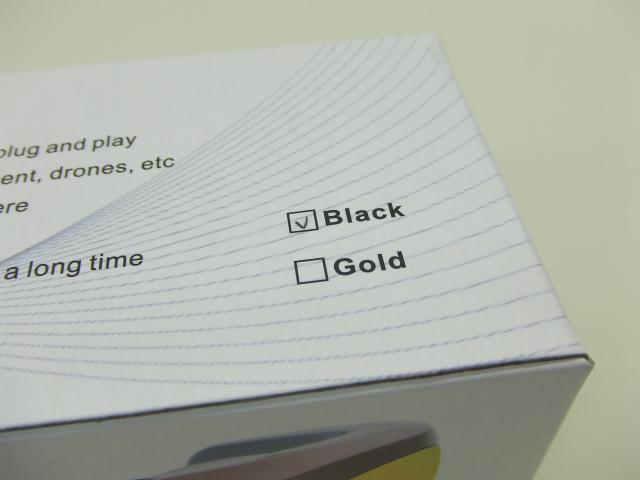 plug and play
ent, drones, etc
ere
a long time
Black
Gold